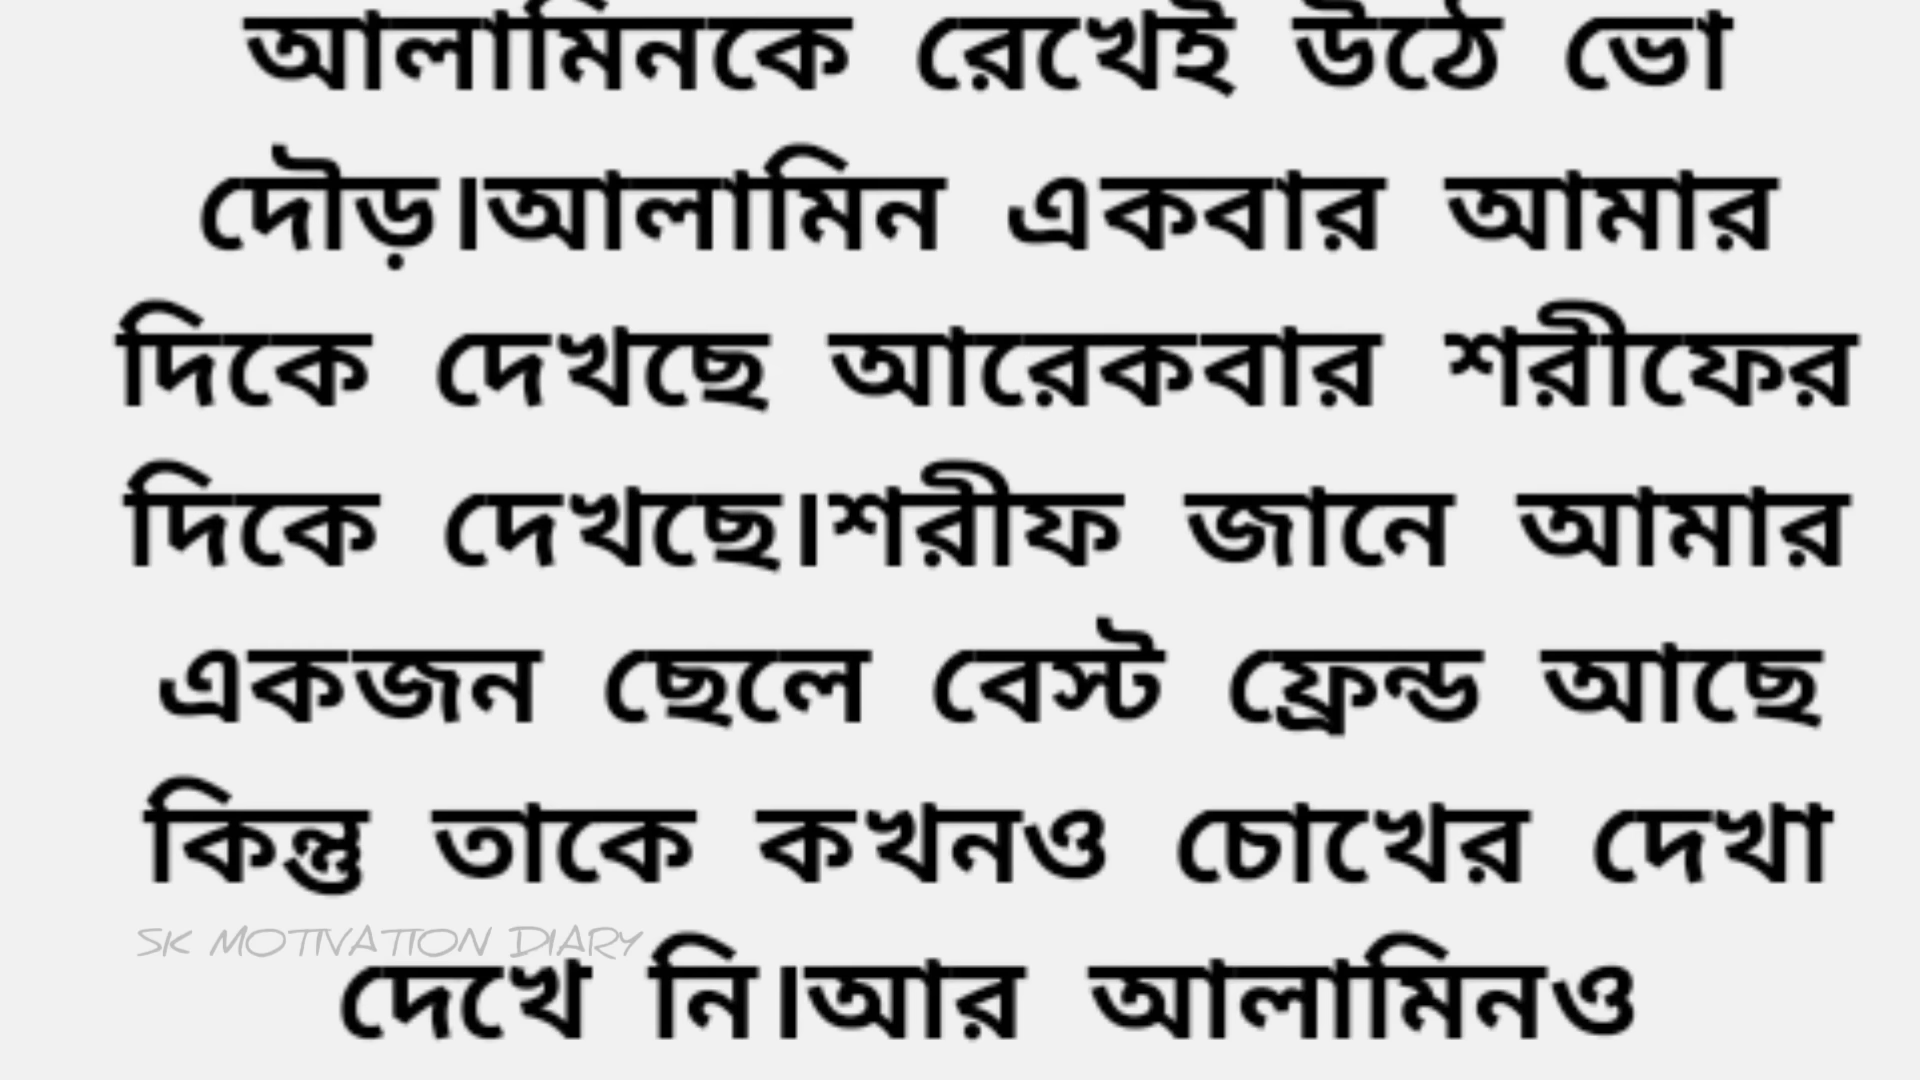 আলামিনকে রেখেই উঠে ভো
দৌড়।আলামিন একবার আমার
দিকে দেখছে আরেকবার শরীফের
দিকে দেখছে।শরীফ জানে আমার
একজন ছেলে বেস্ট ফ্রেন্ড আছে
কিন্তু তাকে কখনও চোখের দেখা
SK MOTIVATION DIARY
দেখে নি।আর আলামিনও